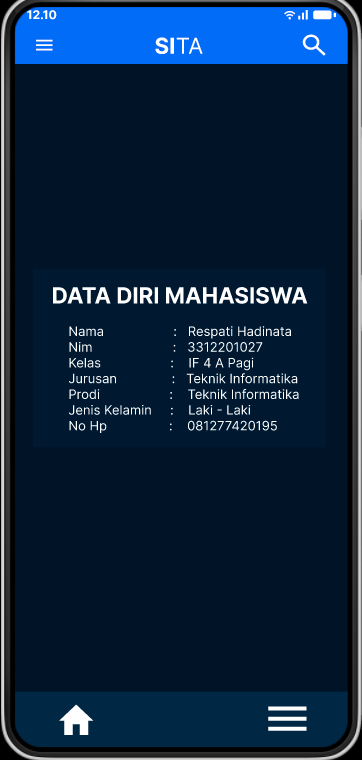 12.10
SITA
DATA DIRI MAHASISWA
Nama : Respati Hadinata
Nim : 3312201027
Kelas : IF 4 A Pagi
Jurusan : Teknik Informatika
Prodi : Teknik Informatika
Jenis Kelamin : Laki - Laki
No Hp : 081277420195